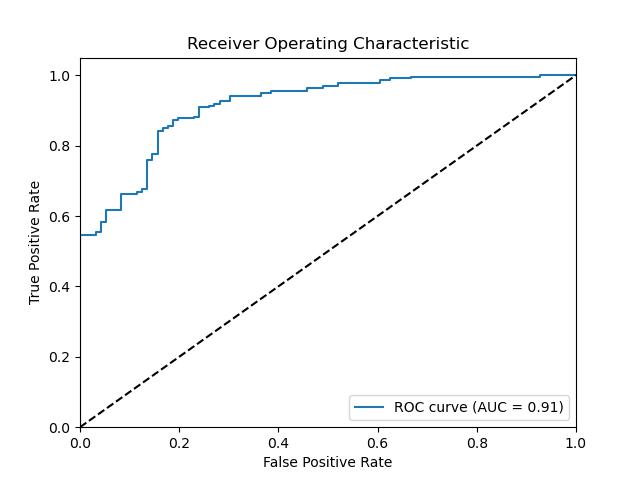 Receiver Operating Characteristic
1.0
0.8
0.6
0.4
0.2
0.0
True Positive Rate
ROC curve (AUC = 0.91)
0.0 0.2 0.4 0.6 0.8 1.0
False Positive Rate